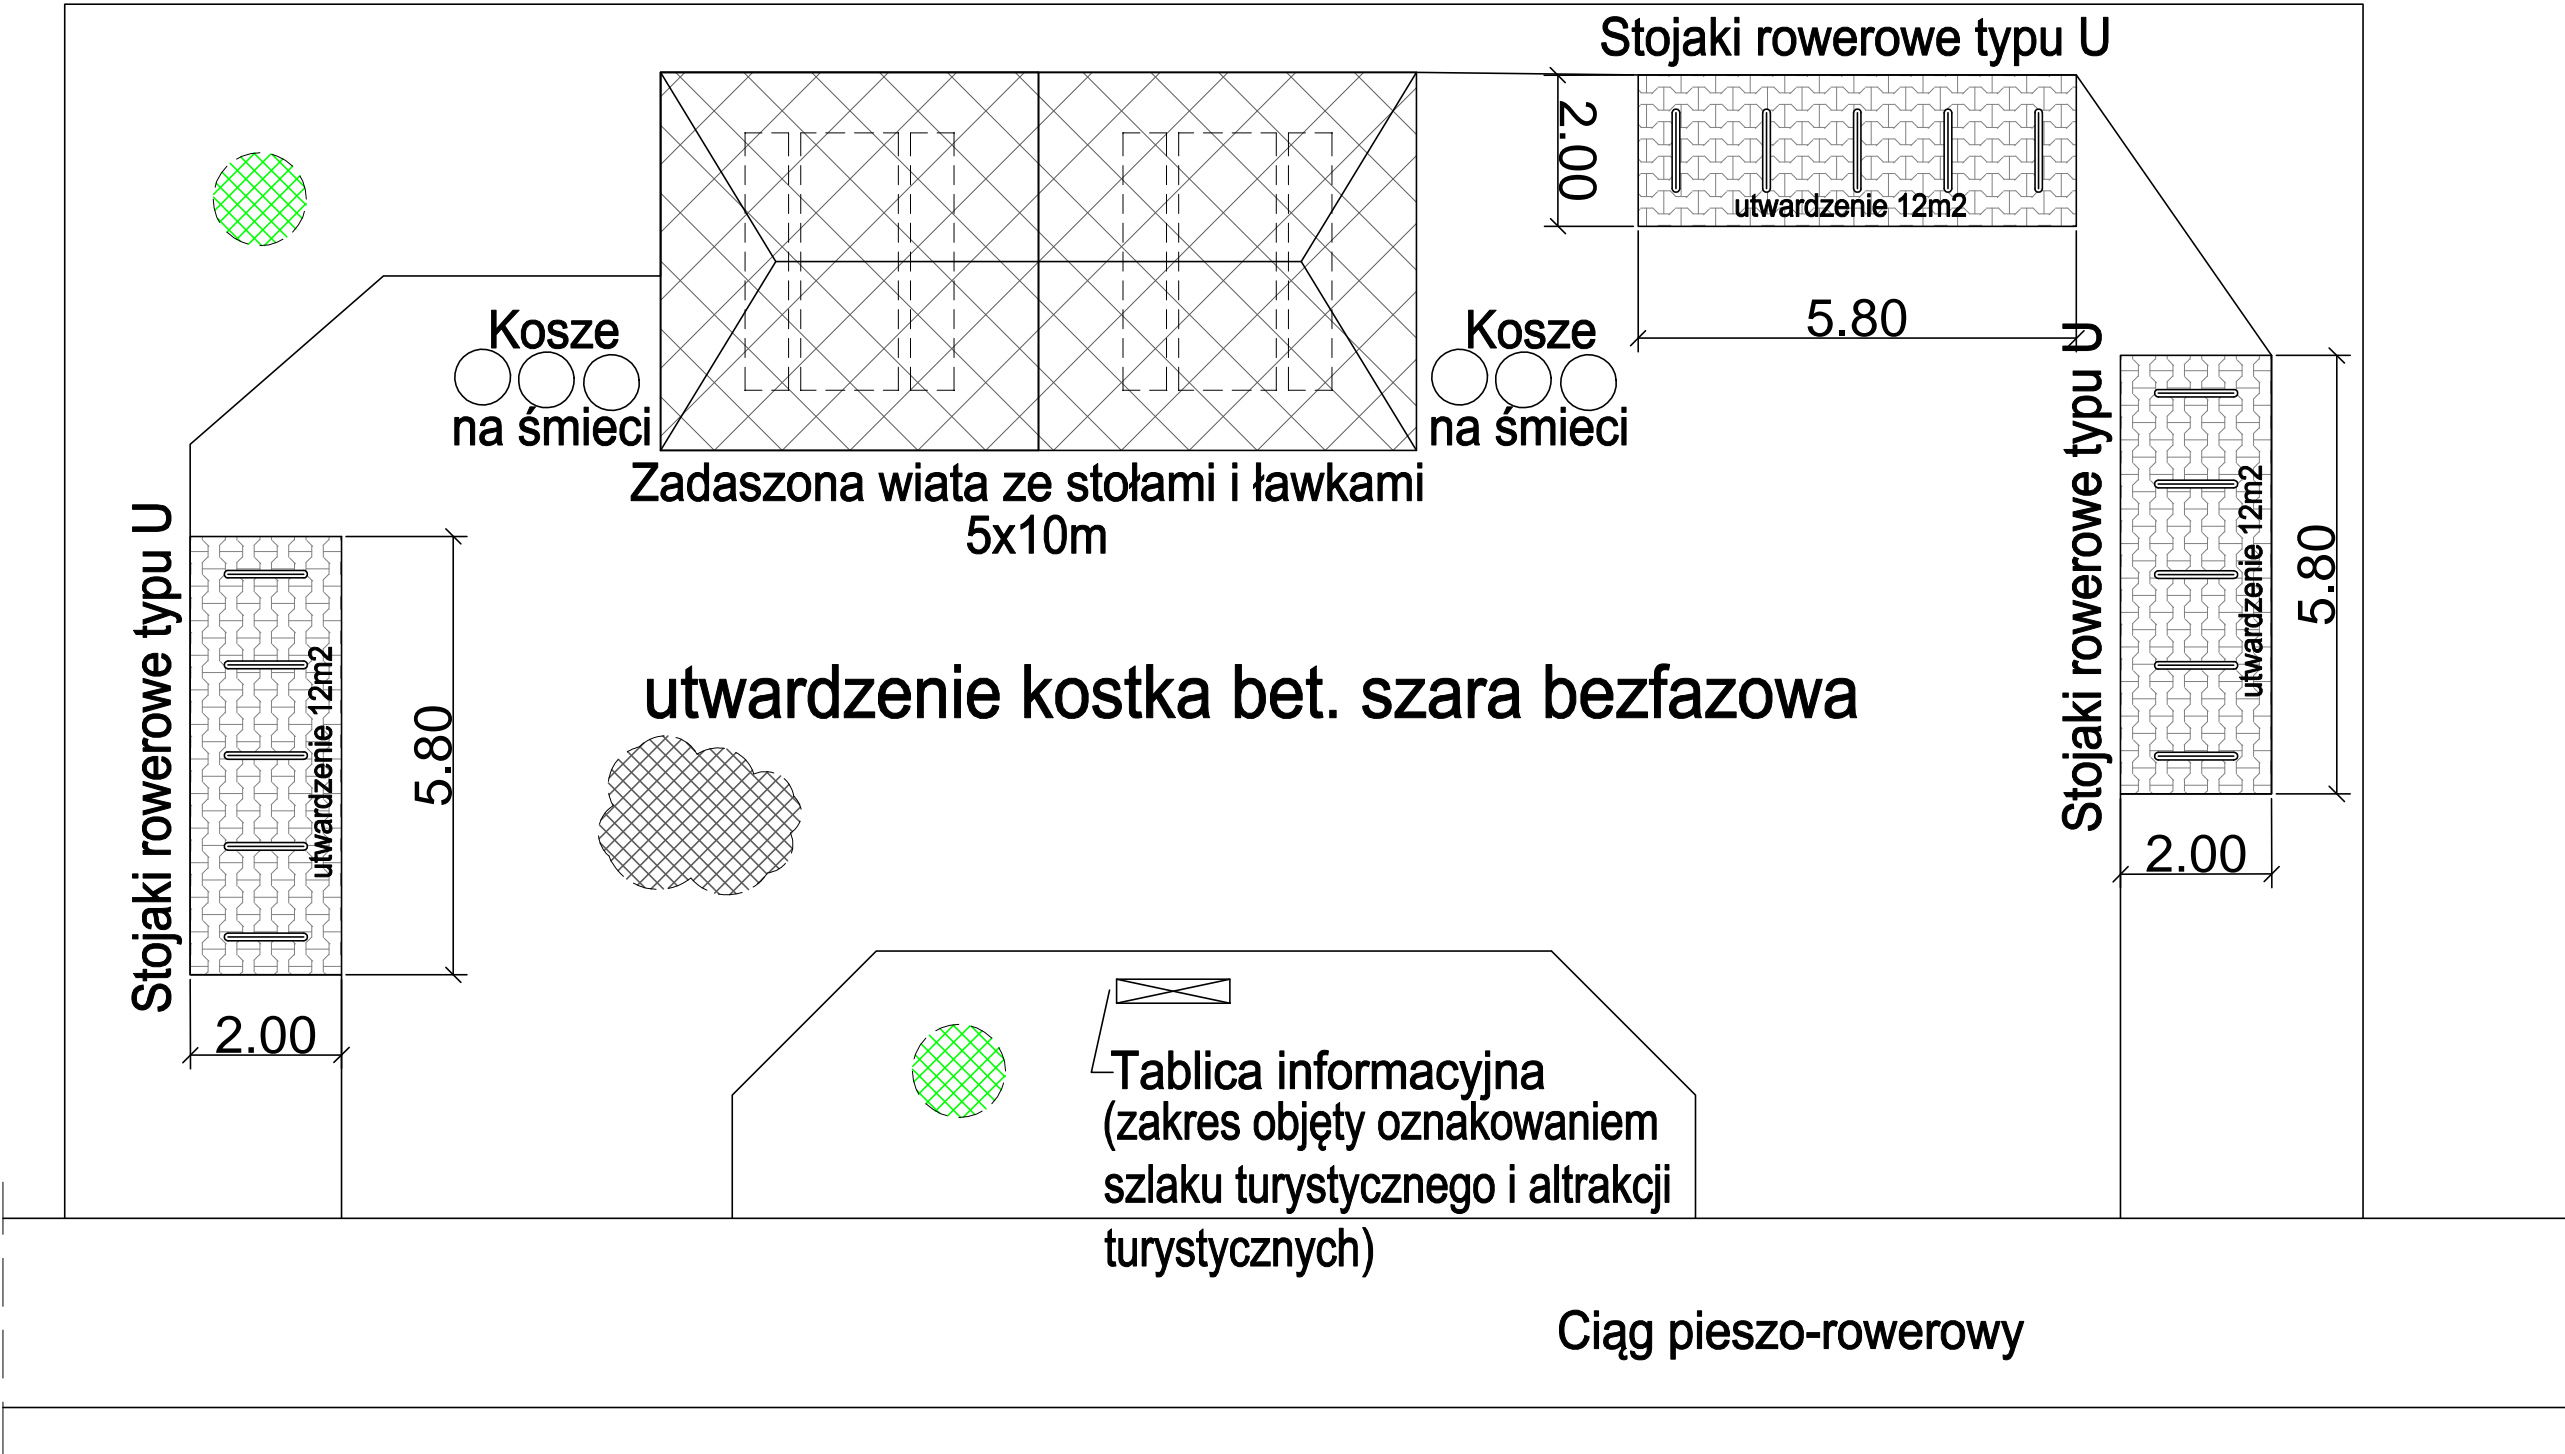 Stojaki rowerowe typu U
2.00
utwardzenie 12m2
5.80
Kosze
na śmieci
Kosze
na śmieci
Zadaszona wiata ze stołami i ławkami
5x10m
Stojaki rowerowe typu U
utwardzenie 12m2
5.80
2.00
Stojaki rowerowe typu U
utwardzenie 12m2
5.80
2.00
utwardzenie kostka bet. szara bezfazowa
Tablica informacyjna
(zakres objęty oznakowaniem
szlaku turystycznego i altrakcji
turystycznych)
Ciąg pieszo-rowerowy